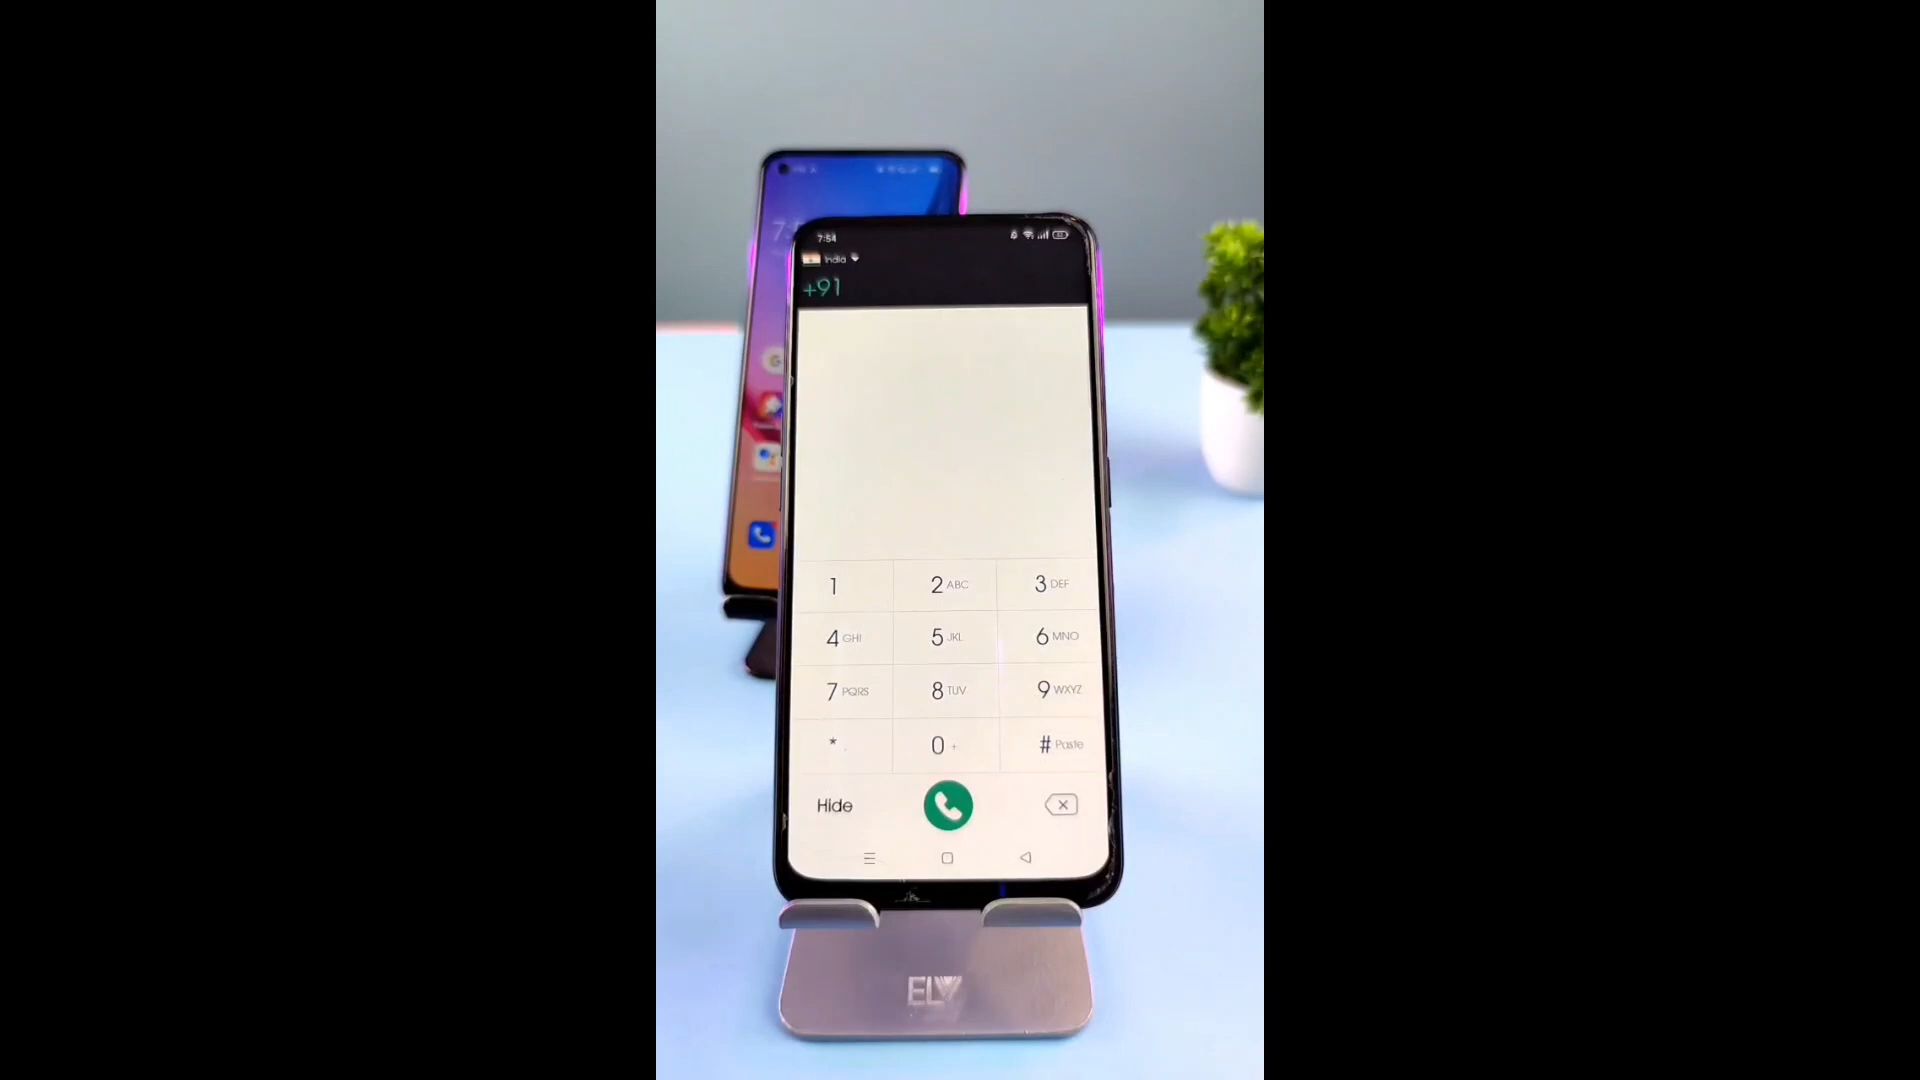 7:54
India
+91
1
2 ABC
3 DEF
4 GHI
5 JKL
6 MNO
7 PQRS
8 TUV
9 WXYZ
*
0 +
# Paste
Hide
ELV